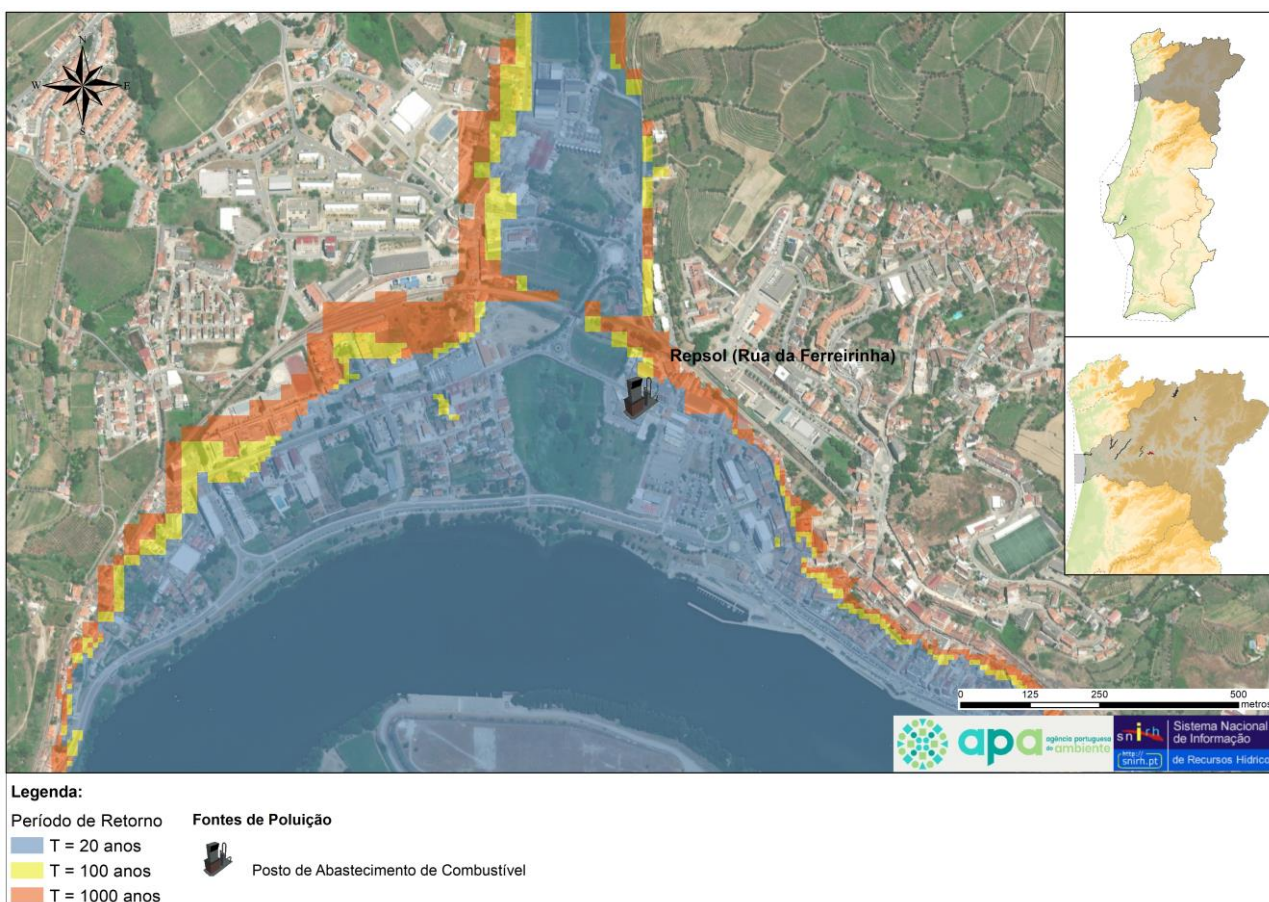 N
W
E
S
Repsol (Rua da Ferreirinha)
0 125 250 500
metros
apa agência portuguesa
do ambiente
snirh
http://
snirh.pt
Sistema Nacional
de Informação
de Recursos Hídricos
Legenda:
Período de Retorno
T = 20 anos
T = 100 anos
T = 1000 anos
Fontes de Poluição
Posto de Abastecimento de Combustível